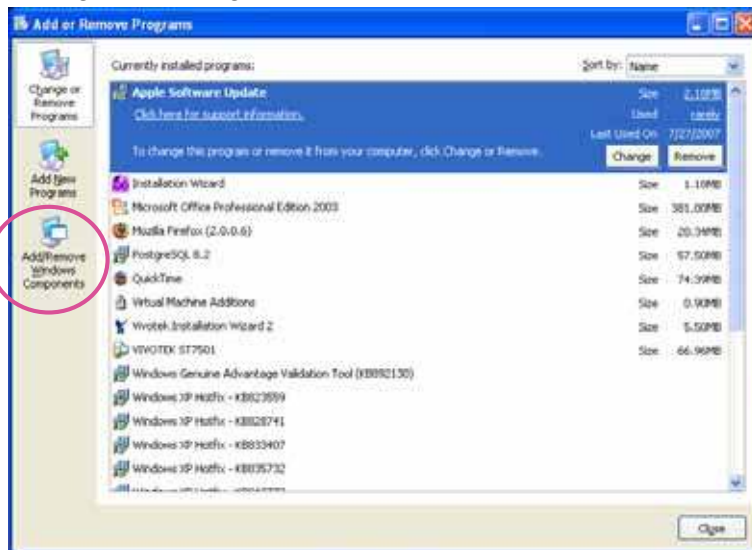 Add or Remove Programs
Change or Remove Programs
Add New Programs
Add/Remove Windows Components
Currently installed programs:
Sort by: Name
Apple Software Update Size 2.18MB
Click here for support information. Used rarely
Last Used On 7/27/2007
To change this program or remove it from your computer, click Change or Remove. Change Remove
Installation Wizard Size 1.10MB
Microsoft Office Professional Edition 2003 Size 381.00MB
Mozilla Firefox (2.0.0.6) Size 20.34MB
PostgreSQL 8.2 Size 57.50MB
QuickTime Size 74.39MB
Virtual Machine Additions Size 0.90MB
Vivotek Installation Wizard 2 Size 5.50MB
VIVOTEK ST7501 Size 66.96MB
Windows Genuine Advantage Validation Tool (KB892130)
Windows XP Hotfix - KB823559
Windows XP Hotfix - KB828741
Windows XP Hotfix - KB833407
Windows XP Hotfix - KB835732
Close